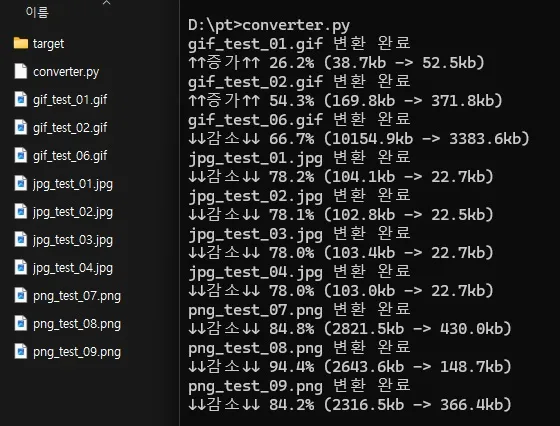 이름
target
converter.py
gif_test_01.gif
gif_test_02.gif
gif_test_06.gif
jpg_test_01.jpg
jpg_test_02.jpg
jpg_test_03.jpg
jpg_test_04.jpg
png_test_07.png
png_test_08.png
png_test_09.png
D:\pt>converter.py
gif_test_01.gif 변환 완료
↑↑증가↑↑ 26.2% (38.7kb -> 52.5kb)
gif_test_02.gif 변환 완료
↑↑증가↑↑ 54.3% (169.8kb -> 371.8kb)
gif_test_06.gif 변환 완료
↓↓감소↓↓ 66.7% (10154.9kb -> 3383.6kb)
jpg_test_01.jpg 변환 완료
↓↓감소↓↓ 78.2% (104.1kb -> 22.7kb)
jpg_test_02.jpg 변환 완료
↓↓감소↓↓ 78.1% (102.8kb -> 22.5kb)
jpg_test_03.jpg 변환 완료
↓↓감소↓↓ 78.0% (103.4kb -> 22.7kb)
jpg_test_04.jpg 변환 완료
↓↓감소↓↓ 78.0% (103.0kb -> 22.7kb)
png_test_07.png 변환 완료
↓↓감소↓↓ 84.8% (2821.5kb -> 430.0kb)
png_test_08.png 변환 완료
↓↓감소↓↓ 94.4% (2643.6kb -> 148.7kb)
png_test_09.png 변환 완료
↓↓감소↓↓ 84.2% (2316.5kb -> 366.4kb)